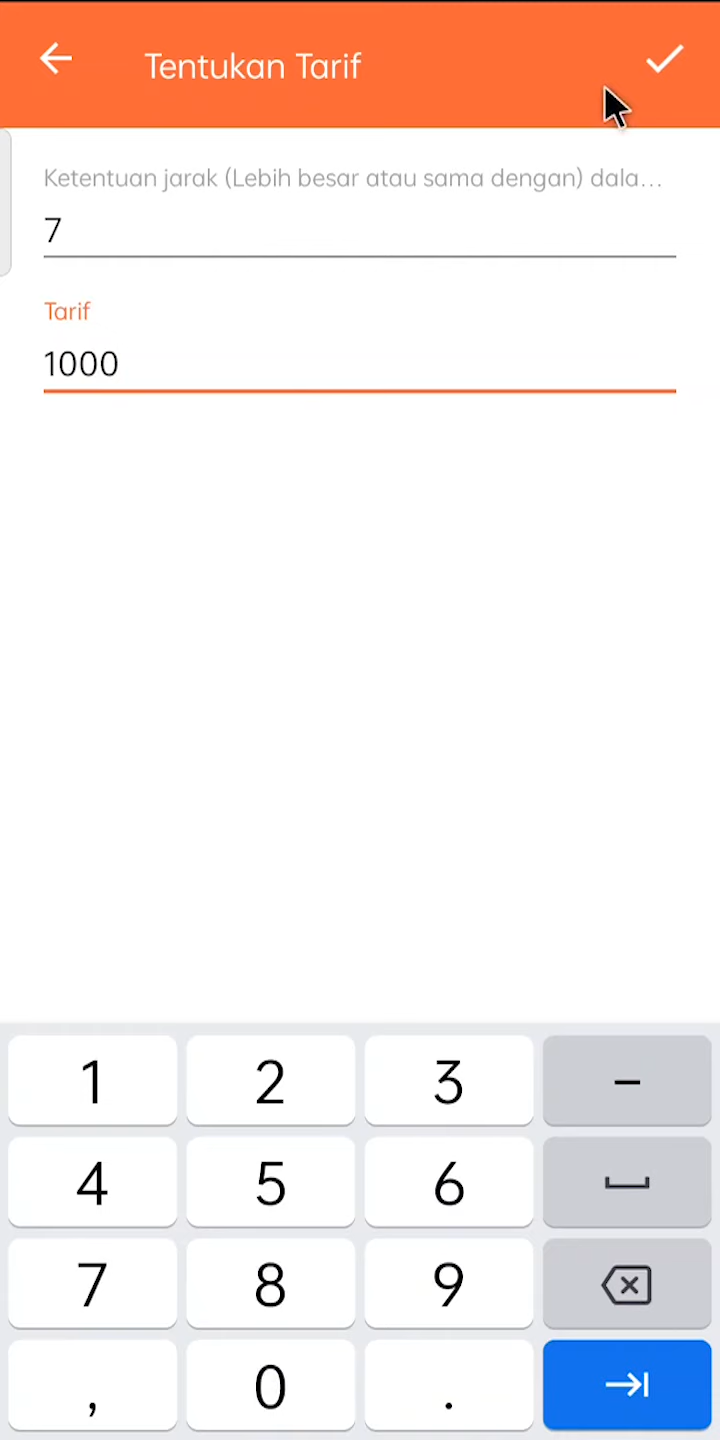 Tentukan Tarif
Ketentuan jarak (Lebih besar atau sama dengan) dala...
7
Tarif
1000
1 2 3 –
4 5 6
7 8 9
, 0 .